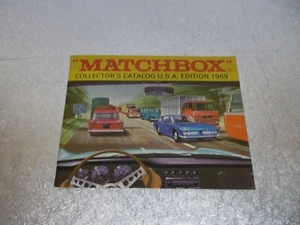 "MATCHBOX"
COLLECTOR'S CATALOG U.S.A. EDITION 1969